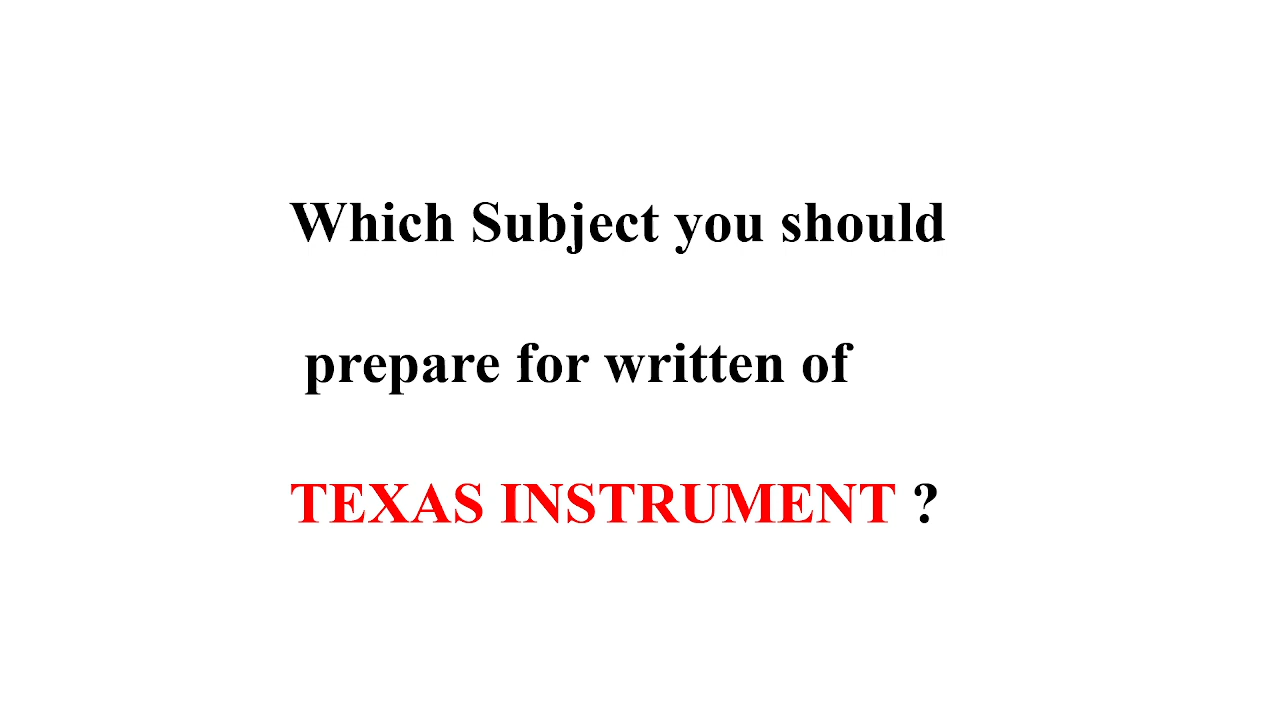 Which Subject you should
prepare for written of
TEXAS INSTRUMENT ?